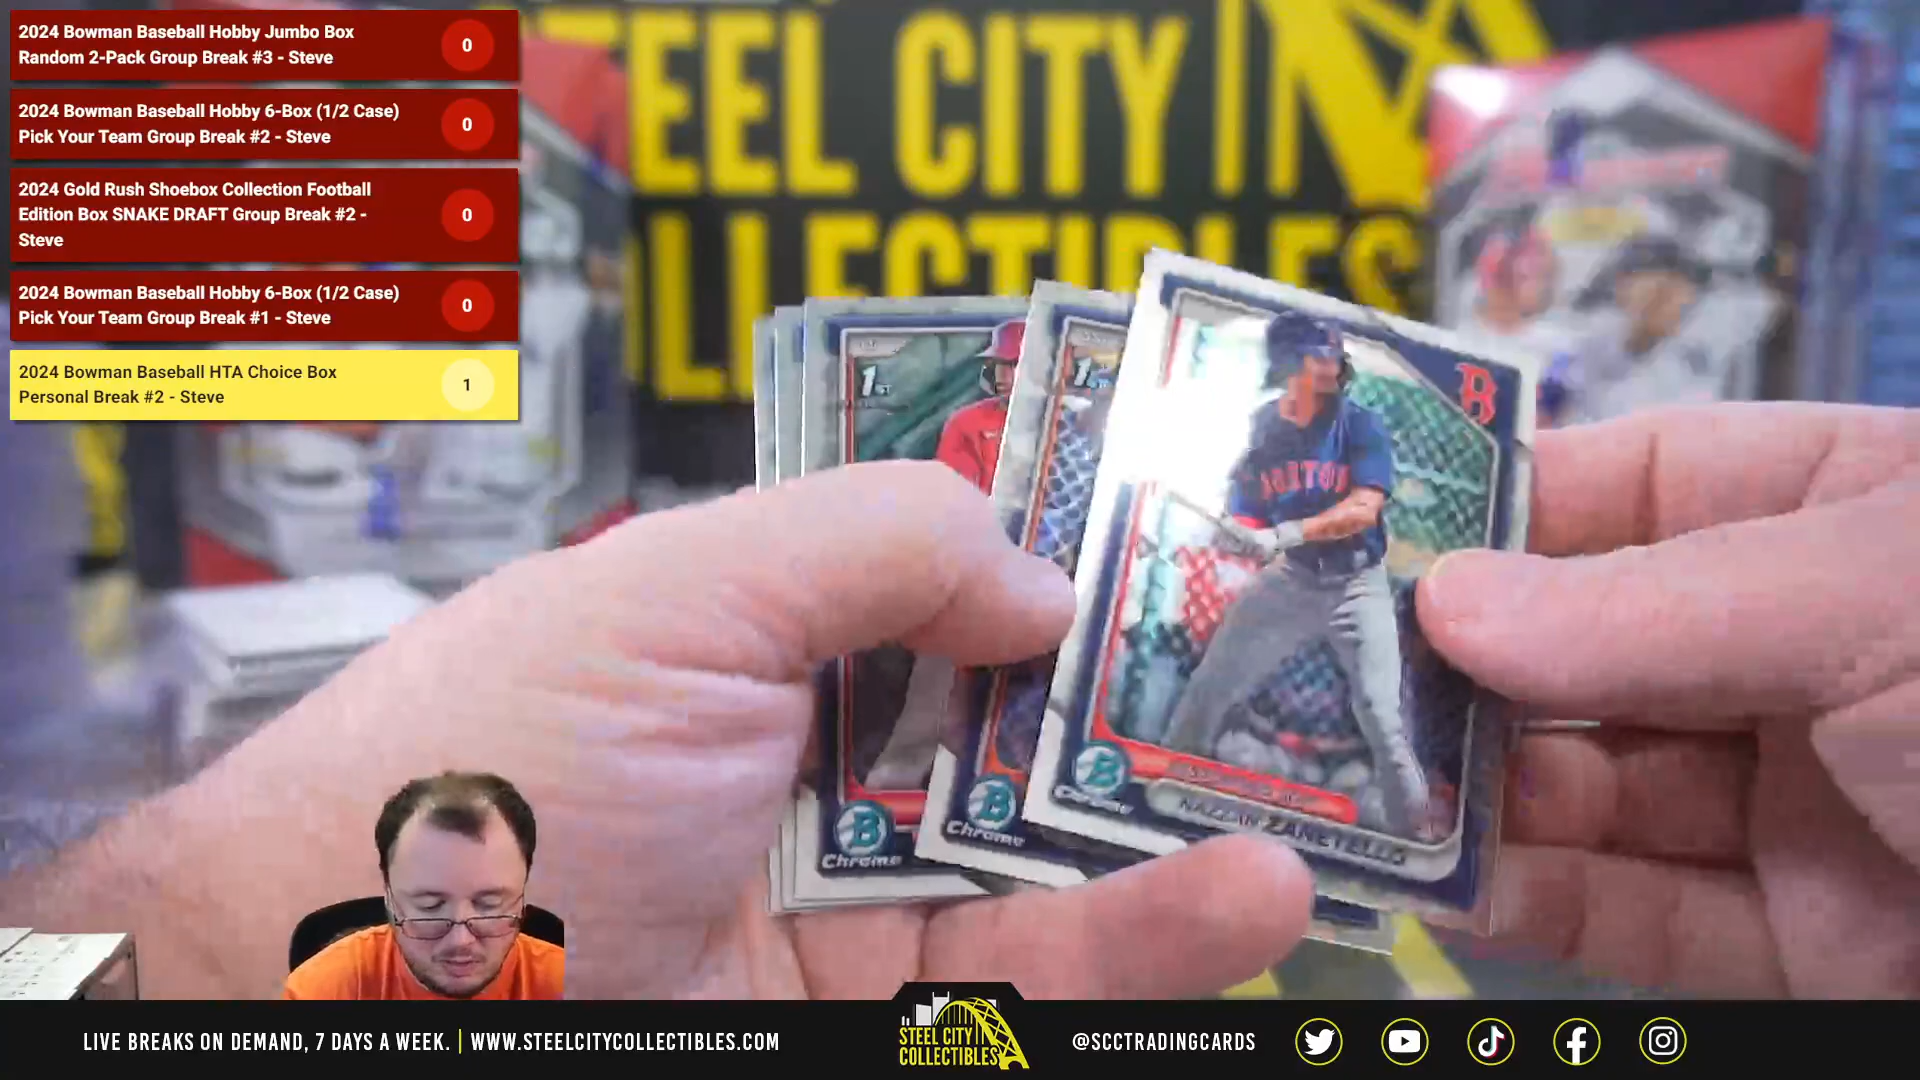 2024 Bowman Baseball Hobby Jumbo Box
Random 2-Pack Group Break #3 - Steve
0
2024 Bowman Baseball Hobby 6-Box (1/2 Case)
Pick Your Team Group Break #2 - Steve
0
2024 Gold Rush Shoebox Collection Football
Edition Box SNAKE DRAFT Group Break #2 -
Steve
0
2024 Bowman Baseball Hobby 6-Box (1/2 Case)
Pick Your Team Group Break #1 - Steve
0
2024 Bowman Baseball HTA Choice Box
Personal Break #2 - Steve
1
STEEL CITY
COLLECTIBLES
1st
1st
B
BOSTON
B
Chrome
B
Chrome
B
Chrome
NAZZAN ZANETELLO
LIVE BREAKS ON DEMAND, 7 DAYS A WEEK. | WWW.STEELCITYCOLLECTIBLES.COM
STEEL CITY
COLLECTIBLES
@SCCTRADINGCARDS